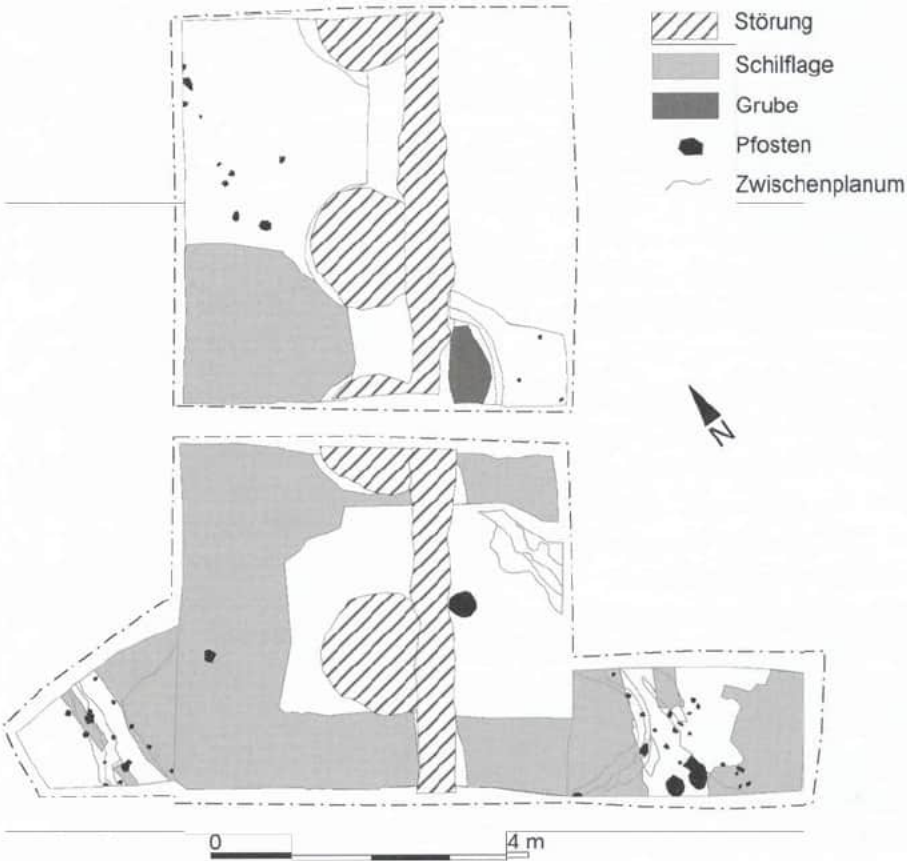 Störung
Schilflage
Grube
Pfosten
Zwischenplanum
N
0 4 m